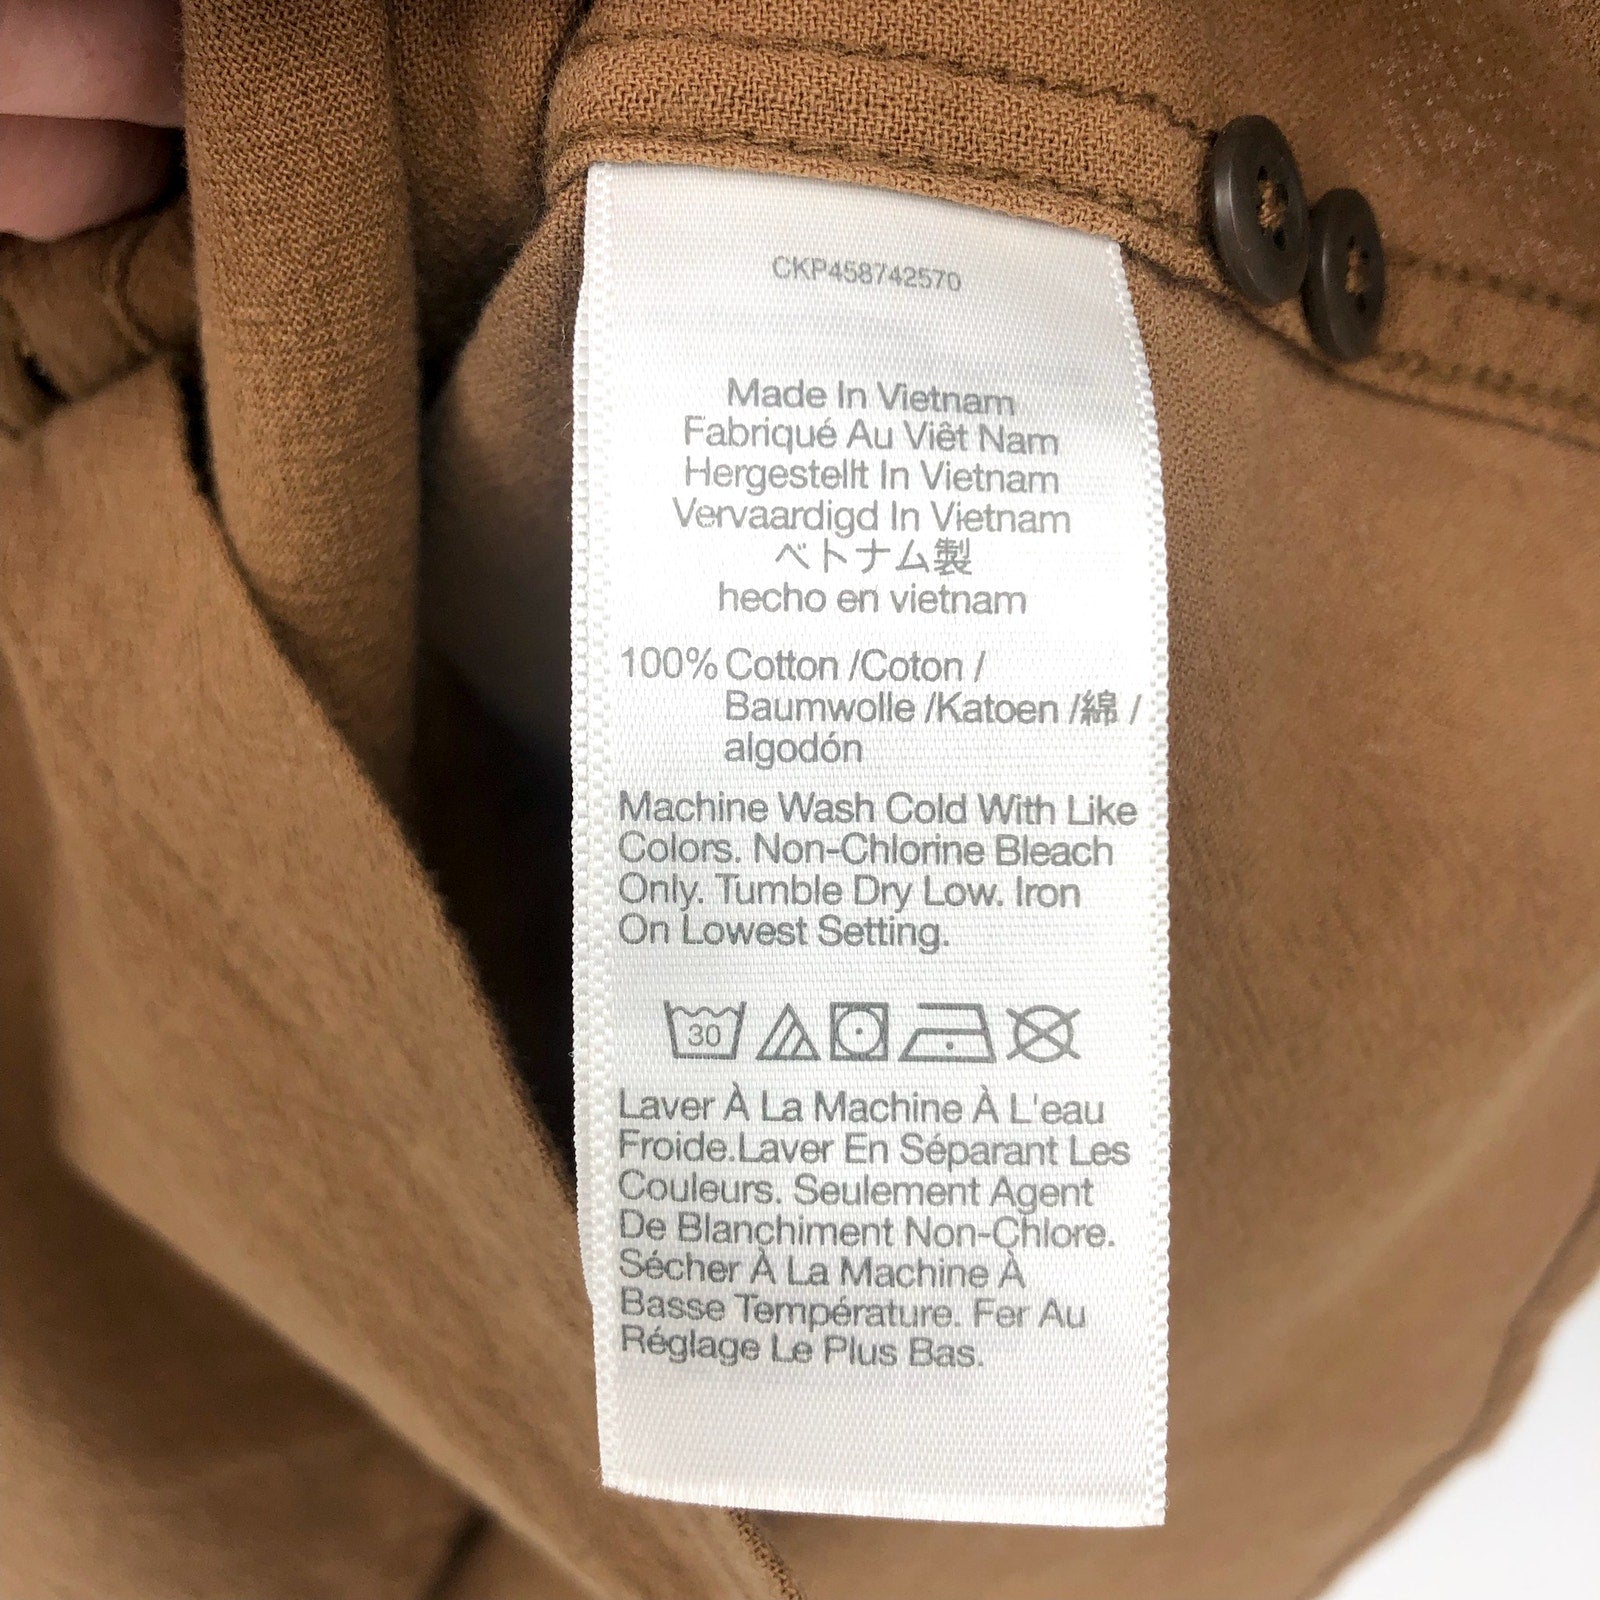 CKP458742570
Made In Vietnam
Fabriqué Au Viêt Nam
Hergestellt In Vietnam
Vervaardigd In Vietnam
ベトナム製
hecho en vietnam
100% Cotton /Coton /
Baumwolle /Katoen /綿 /
algodón
Machine Wash Cold With Like
Colors. Non-Chlorine Bleach
Only. Tumble Dry Low. Iron
On Lowest Setting.
30
Laver À La Machine À L'eau
Froide.Laver En Séparant Les
Couleurs. Seulement Agent
De Blanchiment Non-Chlore.
Sécher À La Machine À
Basse Température. Fer Au
Réglage Le Plus Bas.